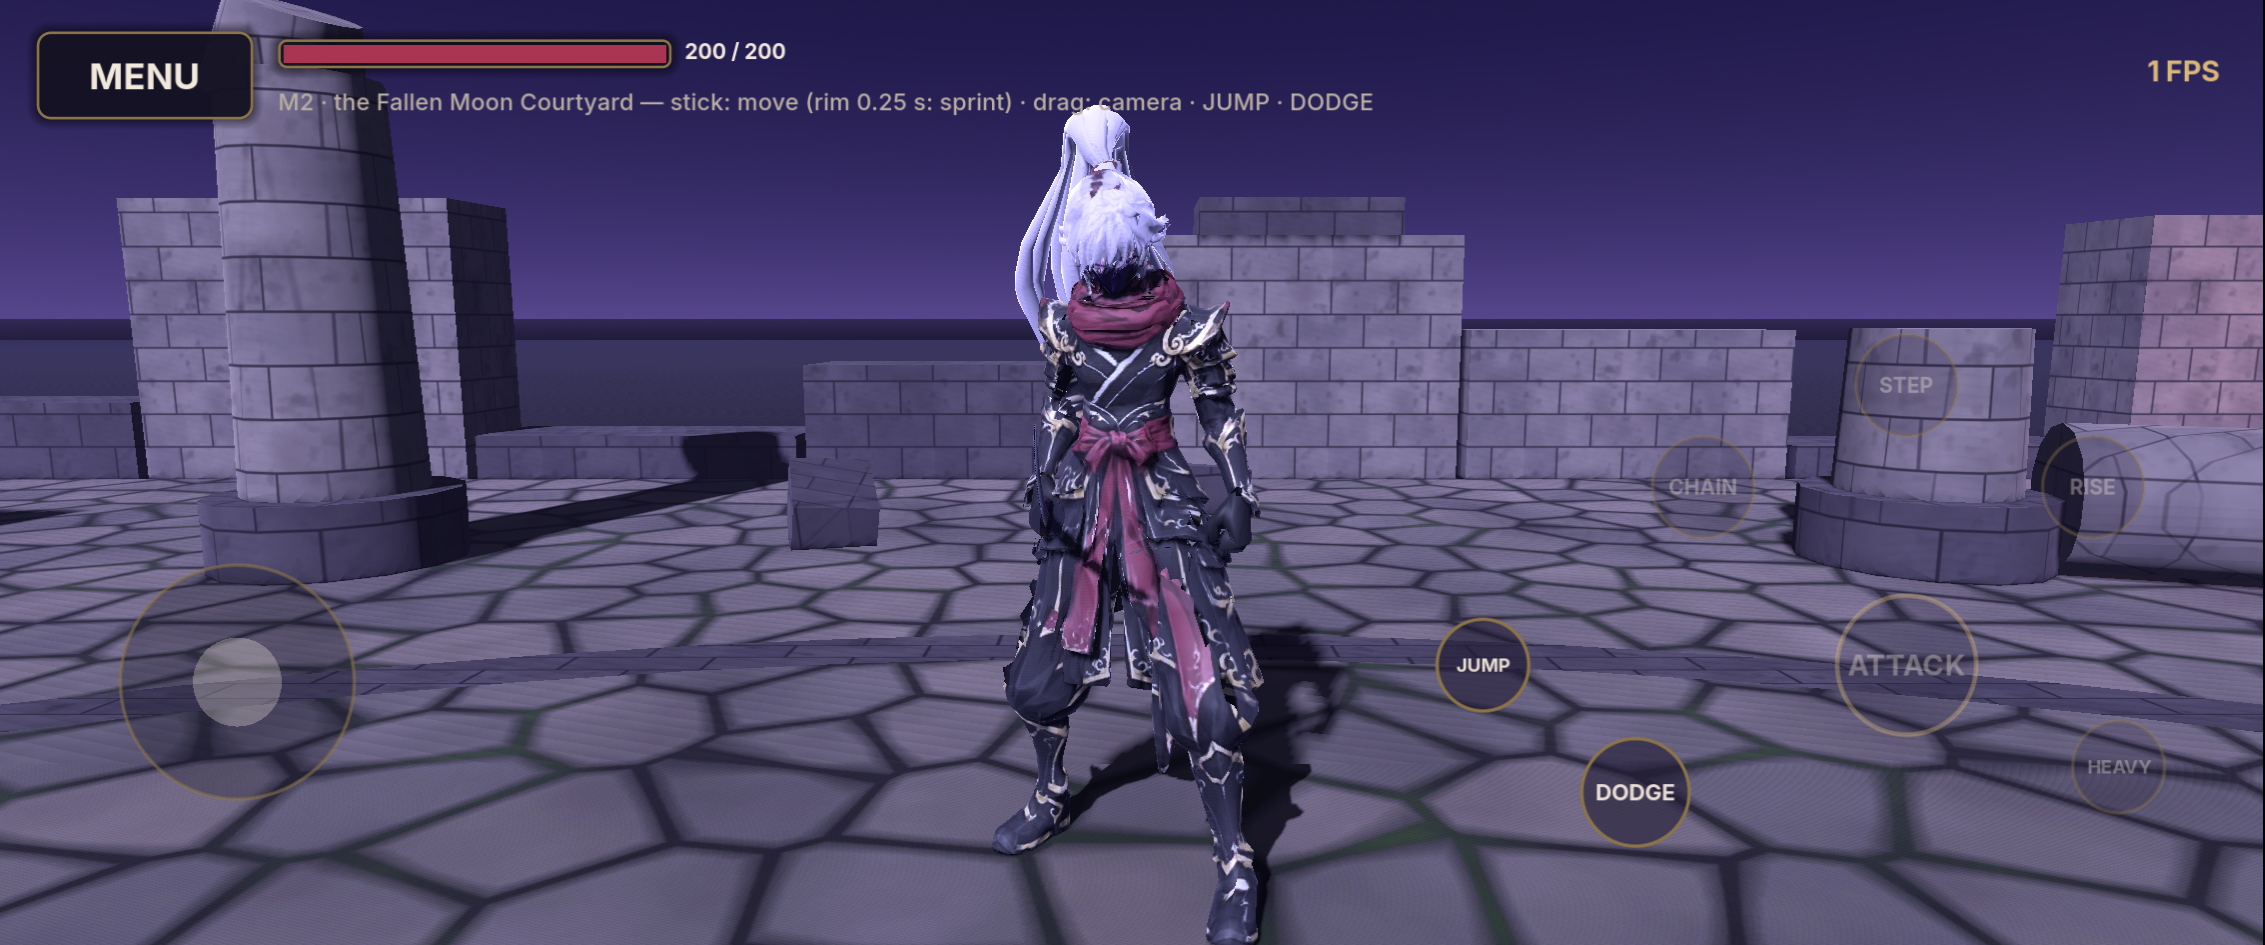 MENU
200 / 200
1 FPS
M2 · the Fallen Moon Courtyard — stick: move (rim 0.25 s: sprint) · drag: camera · JUMP · DODGE
STEP
CHAIN
RISE
JUMP
ATTACK
HEAVY
DODGE